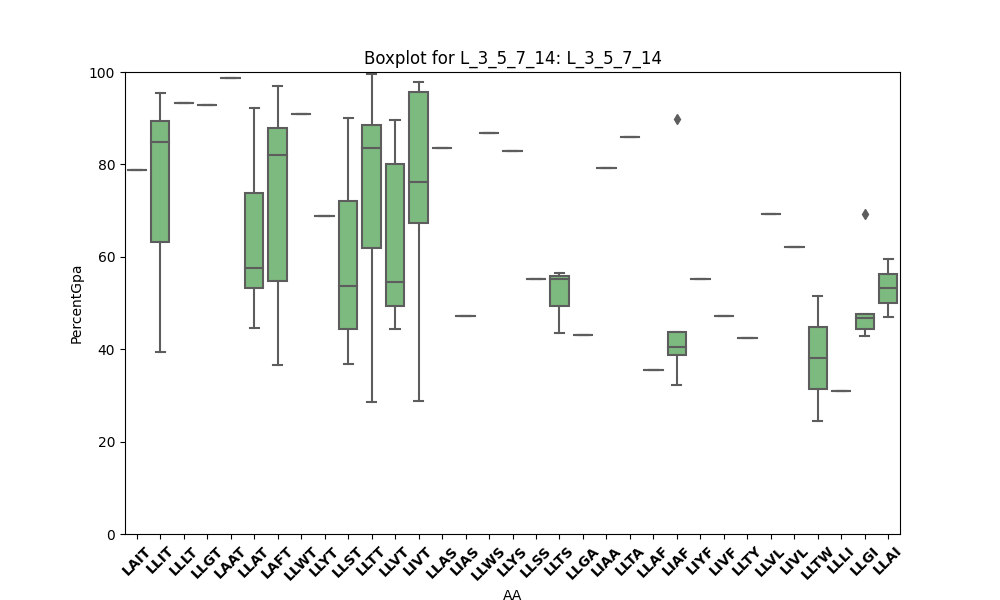 Boxplot for L_3_5_7_14: L_3_5_7_14
100
80
60
40
20
0
PercentGpa
LAIT LLIT LLLT LLGT LAAT LLAT LAFT LLWT LLYT LLST LLTT LLVT LIVT LLAS LIAS LLWS LLYS LLSS LLTS LLGA LIAA LLTA LLAF LIAF LIYF LIVF LLTY LLVL LIVL LLTW LLLI LLGI LLAI
AA